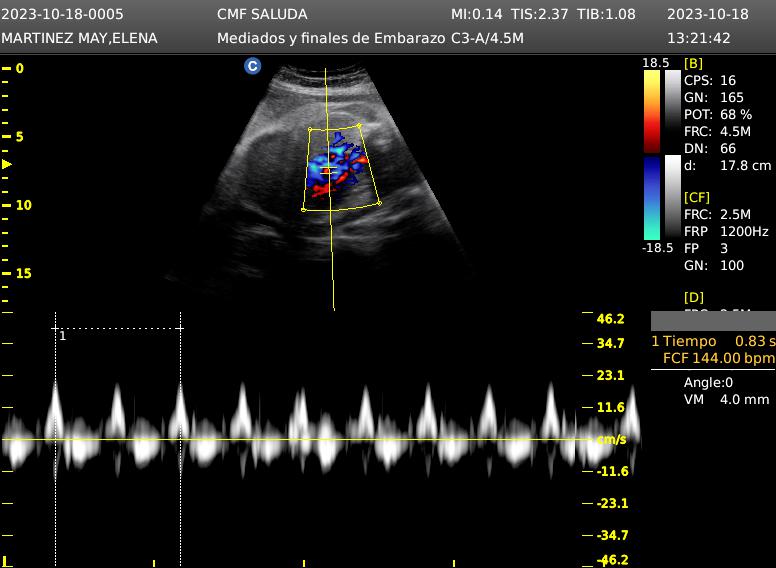 2023-10-18-0005 CMF SALUDA MI:0.14 TIS:2.37 TIB:1.08 2023-10-18
MARTINEZ MAY,ELENA Mediados y finales de Embarazo C3-A/4.5M 13:21:42
C
0
5
10
15
18.5
-18.5
[B]
CPS: 16
GN: 165
POT: 68 %
FRC: 4.5M
DN: 66
d: 17.8 cm
[CF]
FRC: 2.5M
FRP 1200Hz
FP 3
GN: 100
[D]
1 Tiempo 0.83 s
FCF 144.00 bpm
Angle:0
VM 4.0 mm
1
46.2
34.7
23.1
11.6
cm/s
-11.6
-23.1
-34.7
-46.2